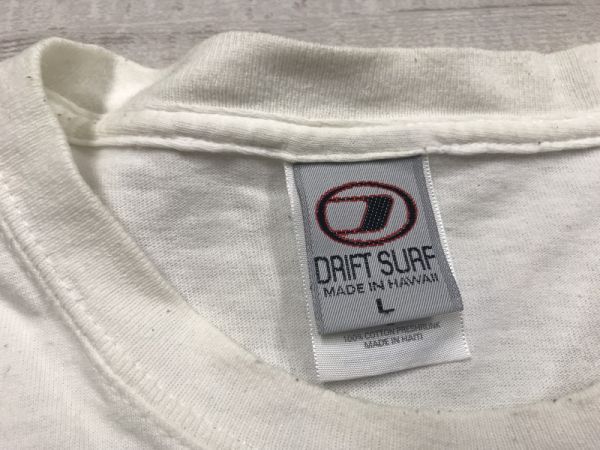 DRIFT SURF
MADE IN HAWAII
L
100% COTTON PRESHRUNK
MADE IN HAITI